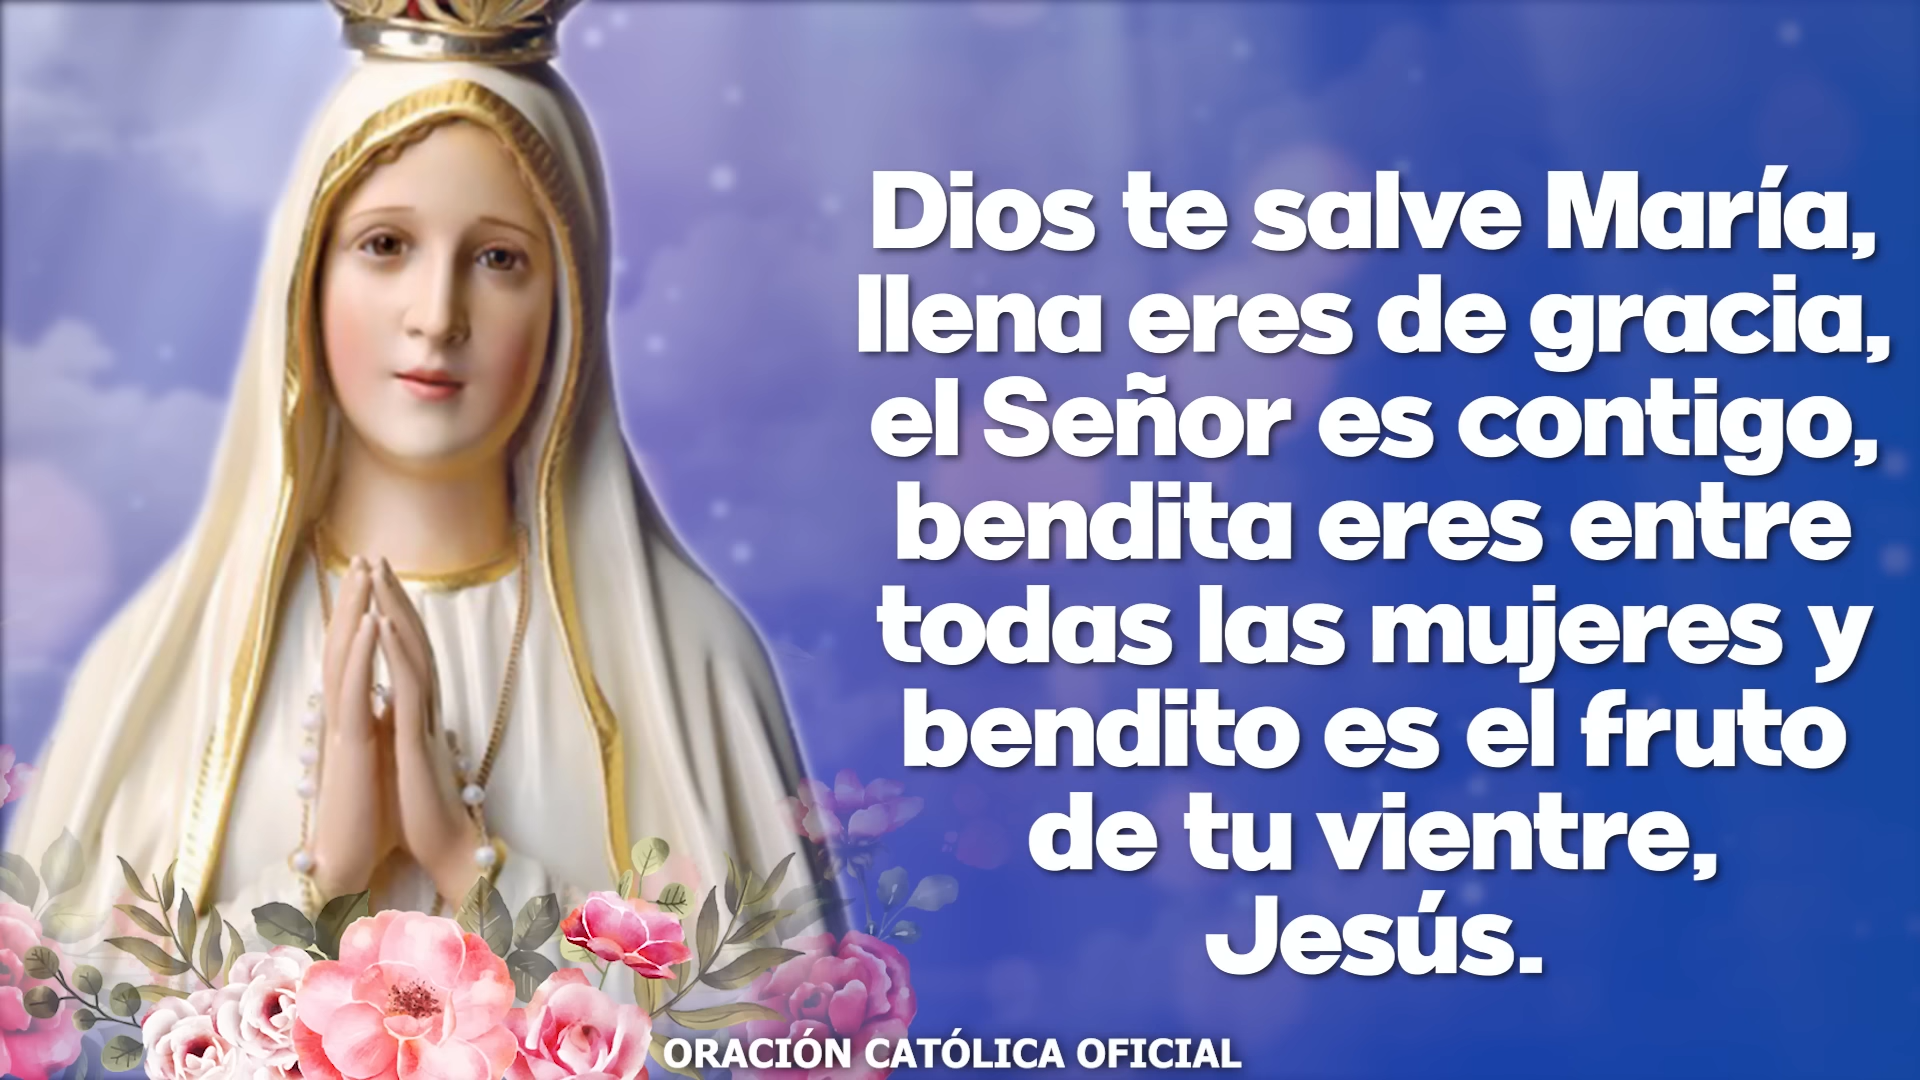 Dios te salve María,
llena eres de gracia,
el Señor es contigo,
bendita eres entre
todas las mujeres y
bendito es el fruto
de tu vientre,
Jesús.
ORACIÓN CATÓLICA OFICIAL